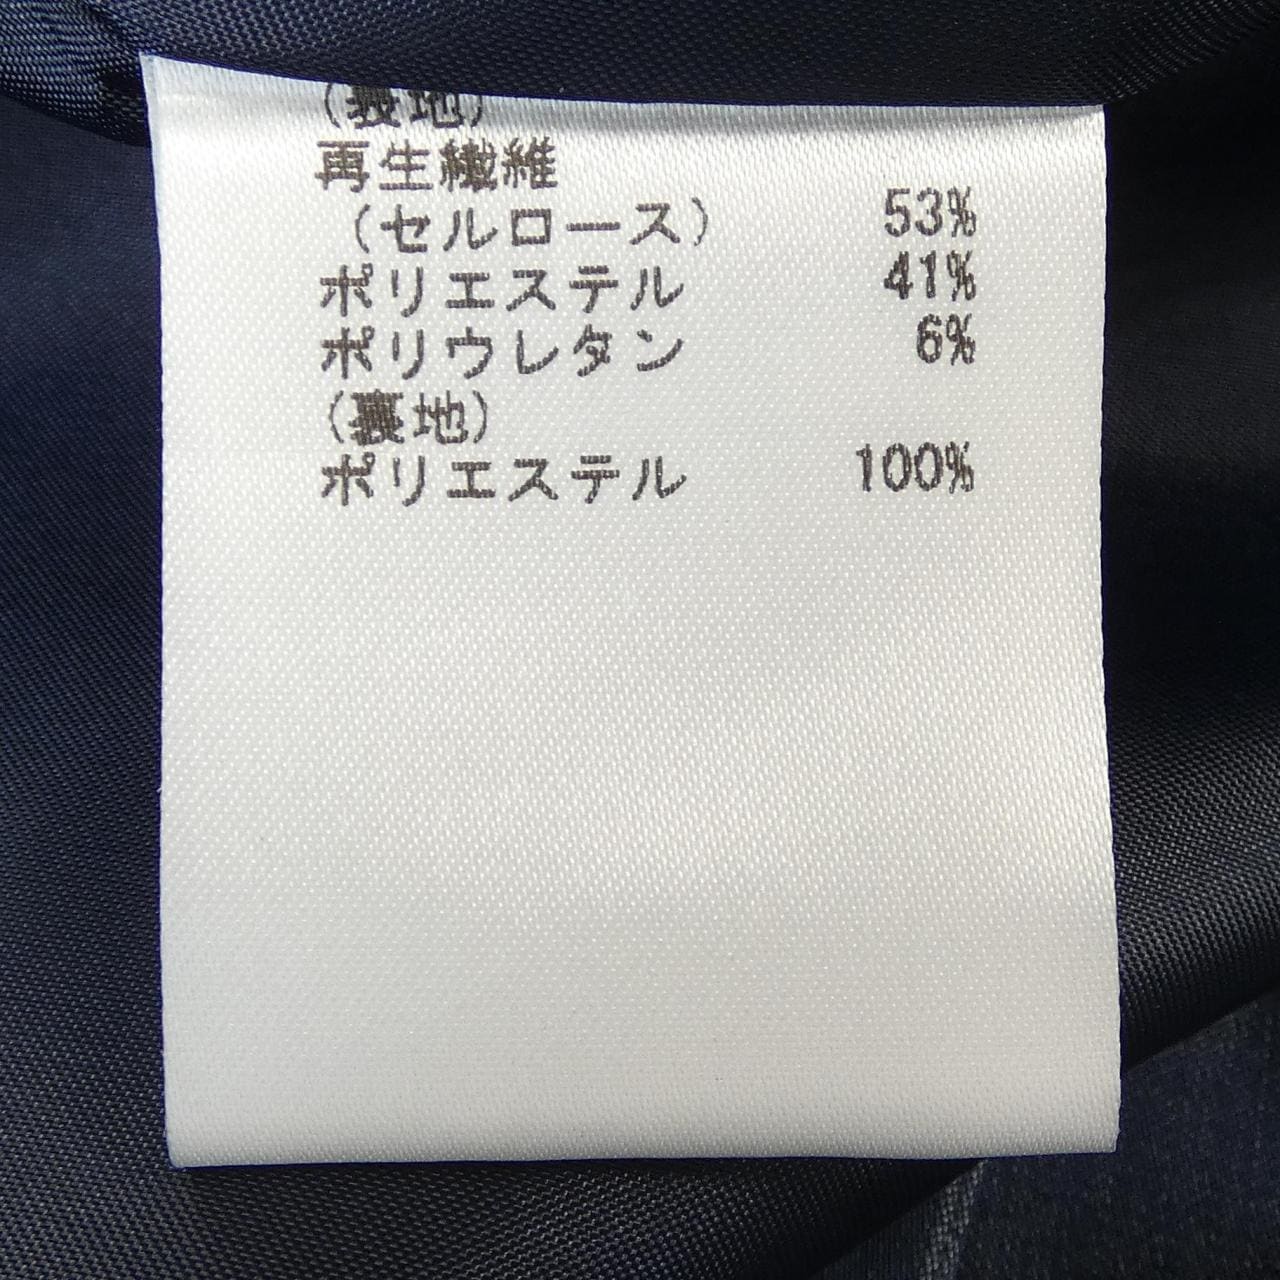 (表地)
再生繊維
(セルロース) 53%
ポリエステル 41%
ポリウレタン 6%
(裏地)
ポリエステル 100%